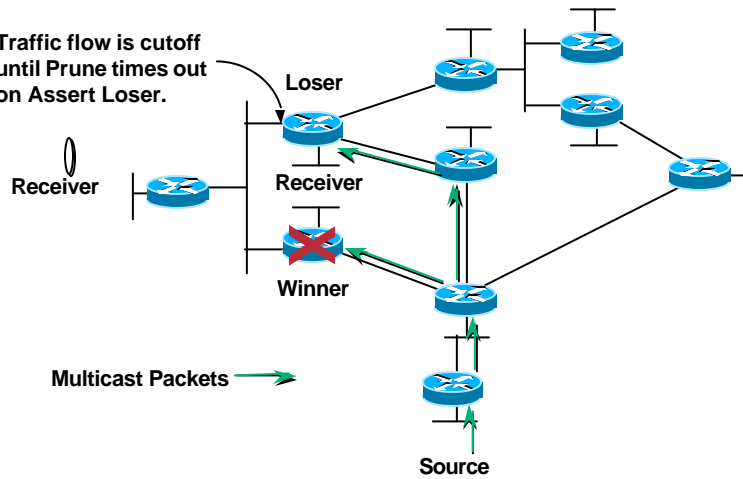 Traffic flow is cutoff
until Prune times out
on Assert Loser.
Loser
Receiver
Receiver
Winner
Multicast Packets
Source